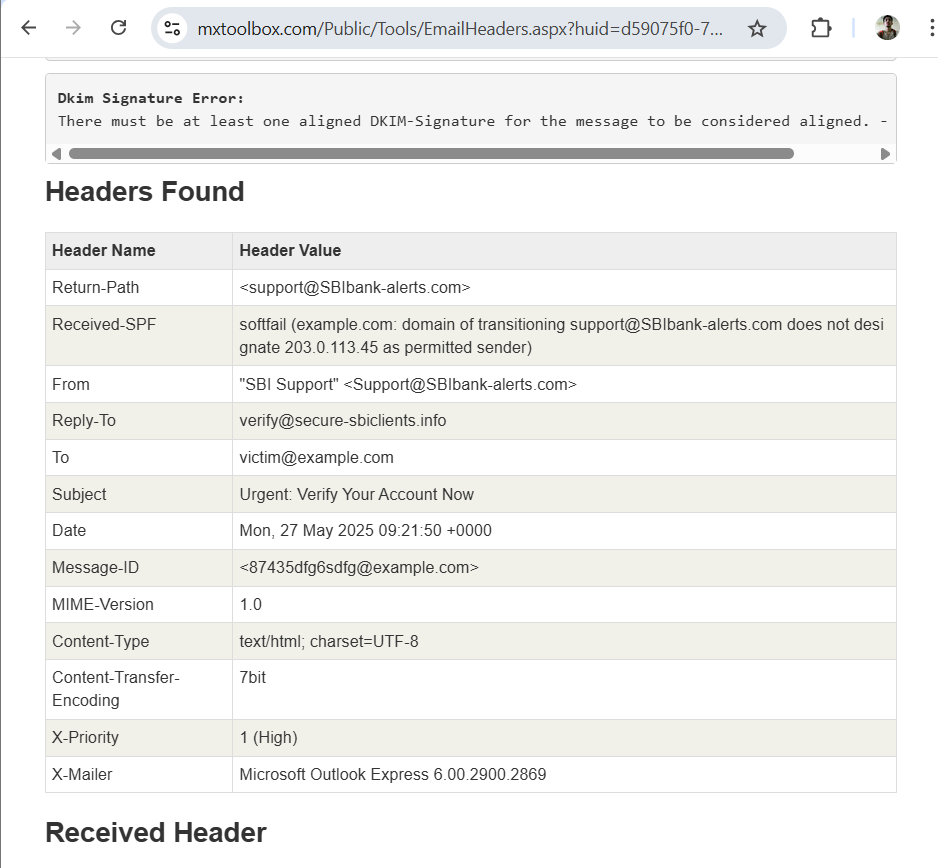 mxtoolbox.com/Public/Tools/EmailHeaders.aspx?huid=d59075f0-7...
Dkim Signature Error:
There must be at least one aligned DKIM-Signature for the message to be considered aligned. -
Headers Found
Header Name Header Value
Return-Path <support@SBIbank-alerts.com>
Received-SPF softfail (example.com: domain of transitioning support@SBIbank-alerts.com does not desi
gnate 203.0.113.45 as permitted sender)
From "SBI Support" <Support@SBIbank-alerts.com>
Reply-To verify@secure-sbiclients.info
To victim@example.com
Subject Urgent: Verify Your Account Now
Date Mon, 27 May 2025 09:21:50 +0000
Message-ID <87435dfg6sdfg@example.com>
MIME-Version 1.0
Content-Type text/html; charset=UTF-8
Content-Transfer- 7bit
Encoding
X-Priority 1 (High)
X-Mailer Microsoft Outlook Express 6.00.2900.2869
Received Header